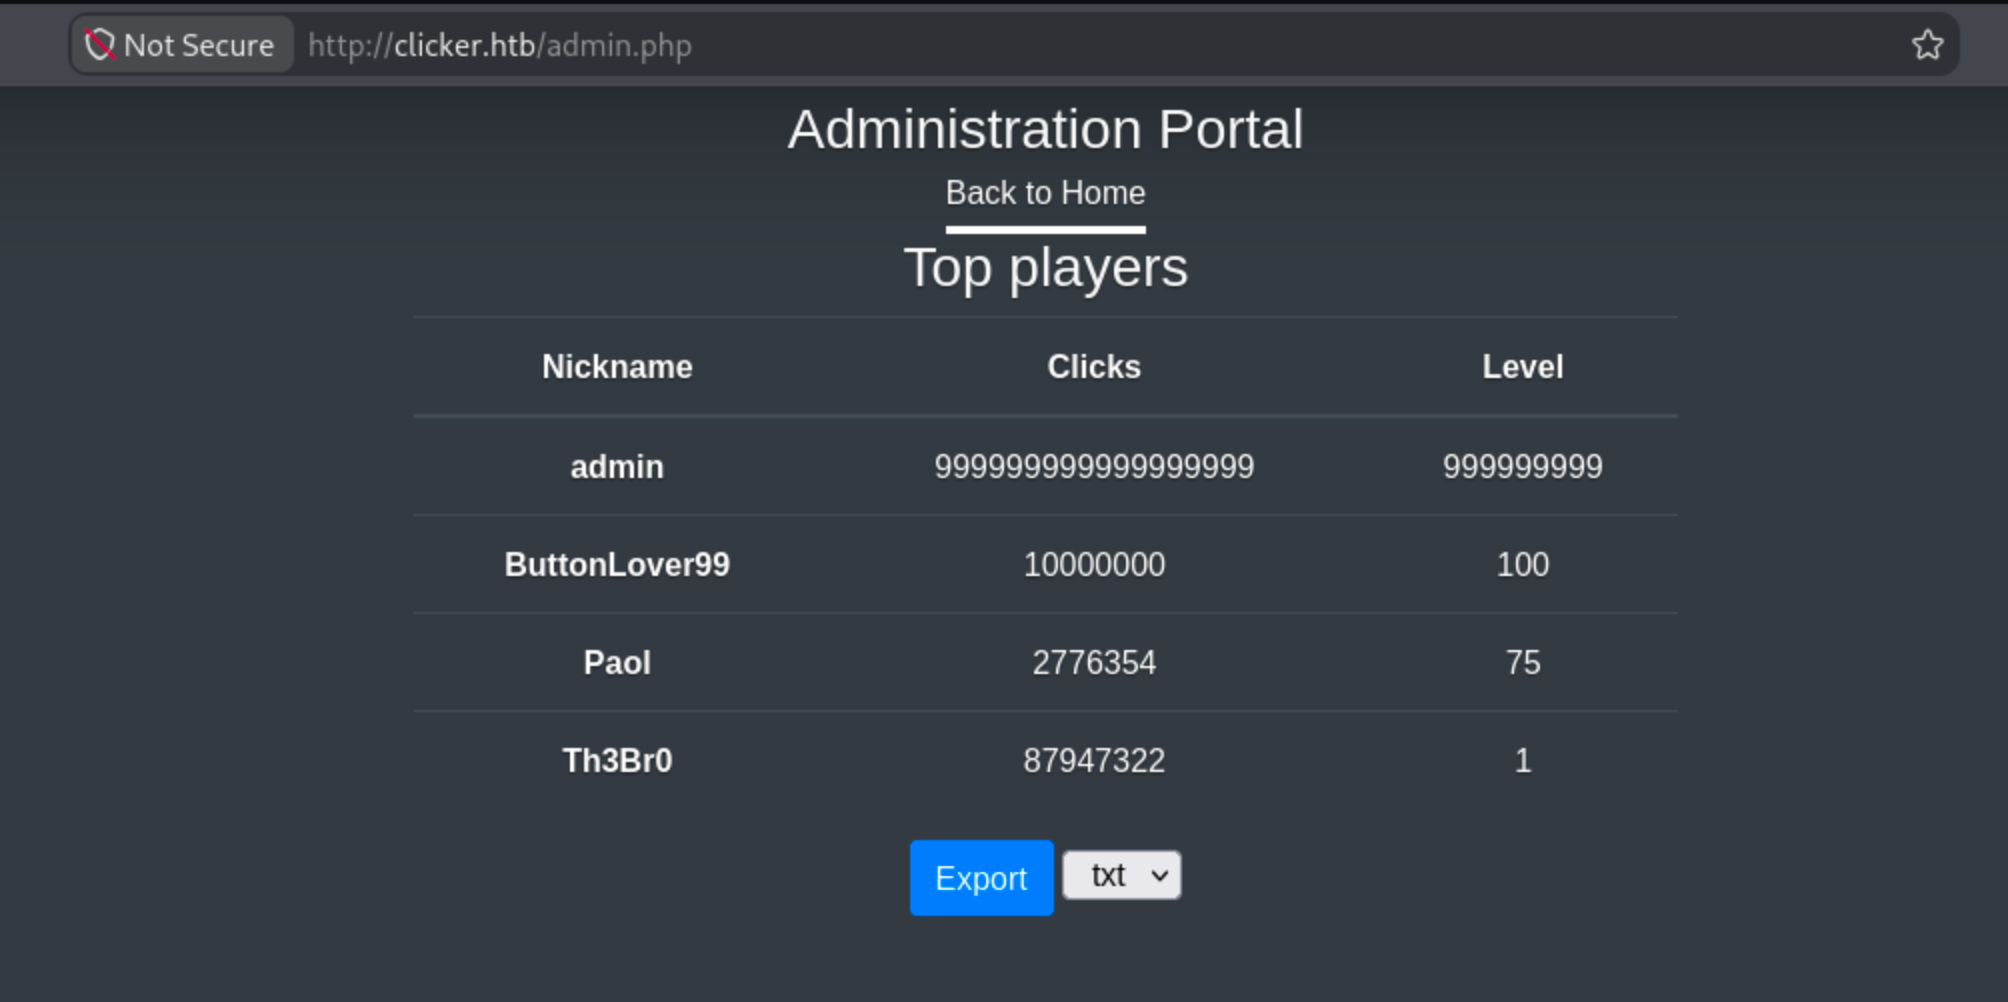 Not Secure http://clicker.htb/admin.php
Administration Portal
Back to Home
Top players
Nickname Clicks Level
admin 999999999999999999 999999999
ButtonLover99 10000000 100
Paol 2776354 75
Th3Br0 87947322 1
Export txt